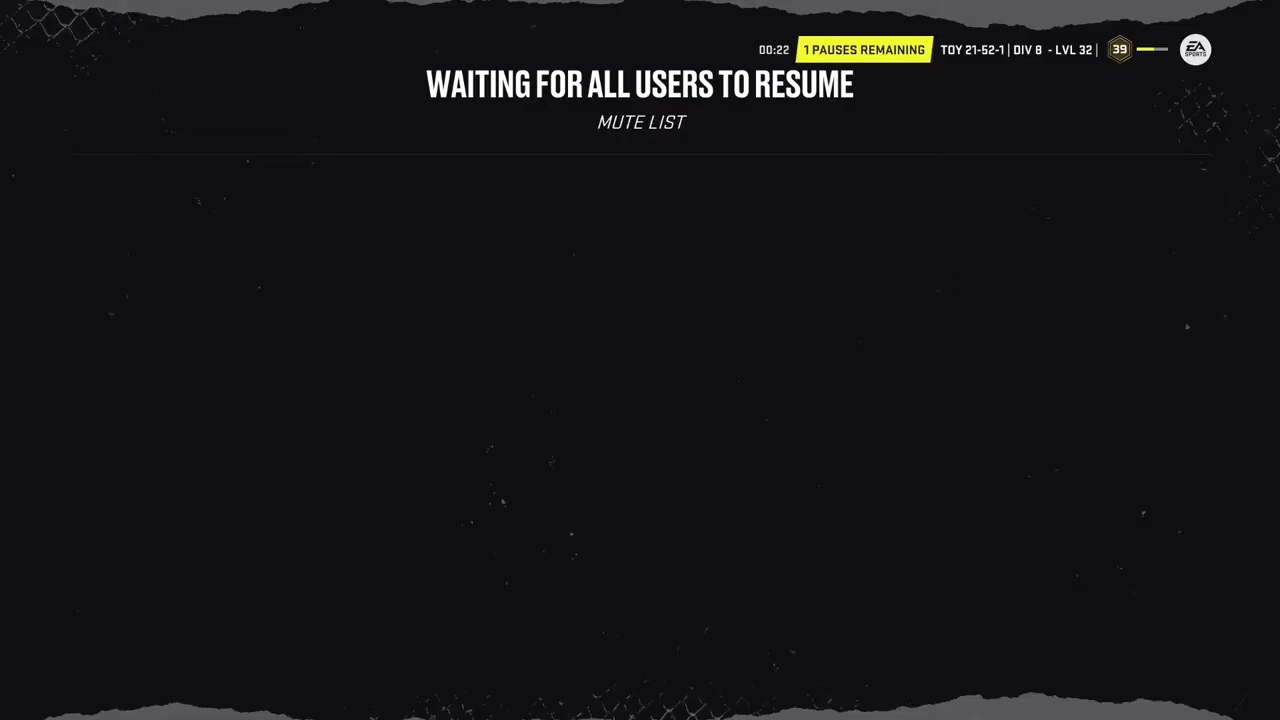 00:22 1 PAUSES REMAINING TOY 21-52-1 | DIV 8 - LVL 32 | 39 EA SPORTS
WAITING FOR ALL USERS TO RESUME
MUTE LIST